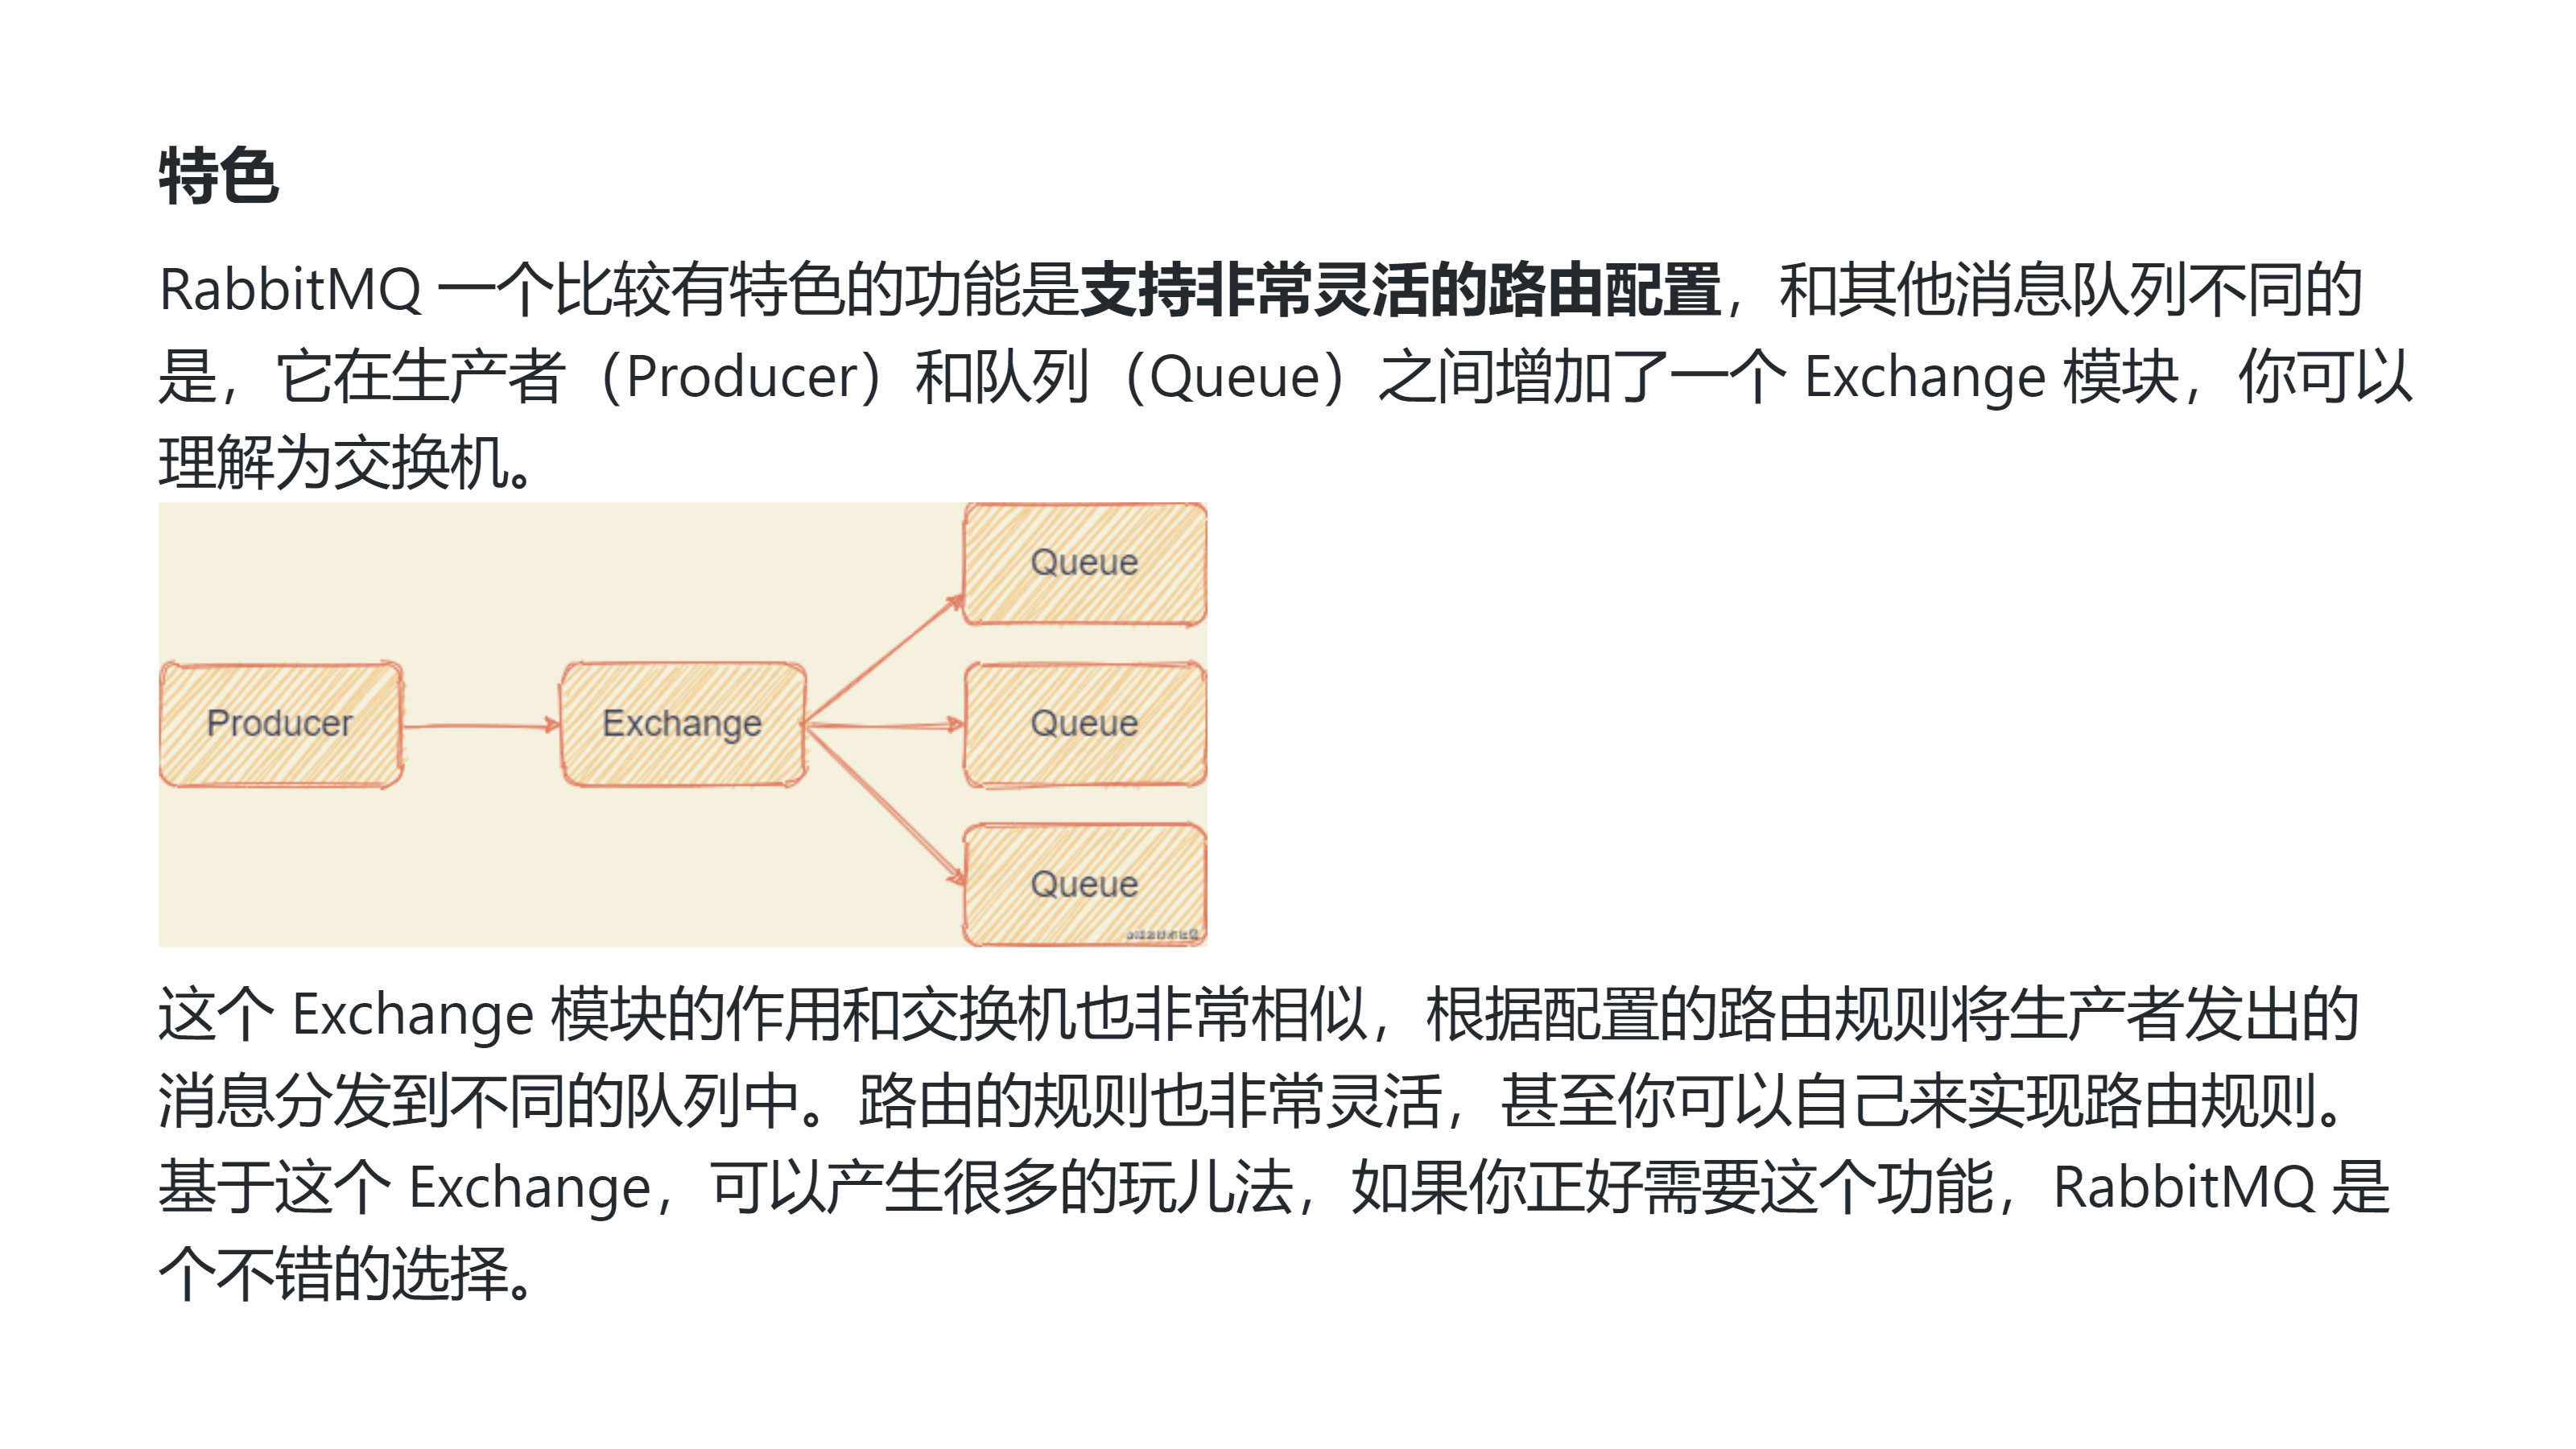 特色
RabbitMQ 一个比较有特色的功能是支持非常灵活的路由配置，和其他消息队列不同的
是，它在生产者（Producer）和队列（Queue）之间增加了一个 Exchange 模块，你可以
理解为交换机。
Queue
Producer
Exchange
Queue
Queue
这个 Exchange 模块的作用和交换机也非常相似，根据配置的路由规则将生产者发出的
消息分发到不同的队列中。路由的规则也非常灵活，甚至你可以自己来实现路由规则。
基于这个 Exchange，可以产生很多的玩儿法，如果你正好需要这个功能，RabbitMQ 是
个不错的选择。